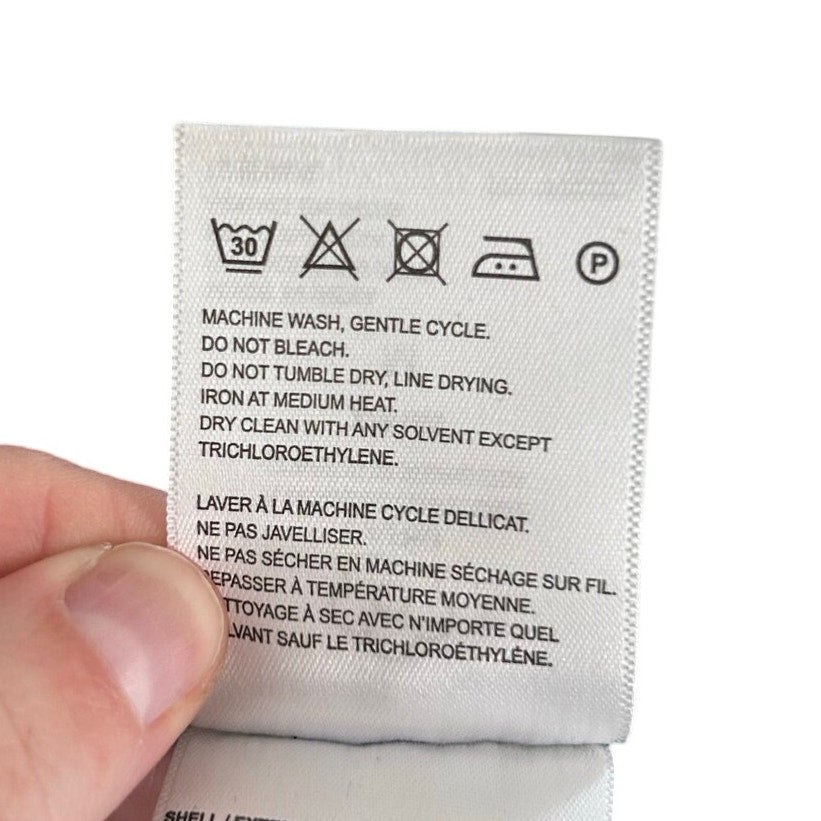 30
P
MACHINE WASH, GENTLE CYCLE.
DO NOT BLEACH.
DO NOT TUMBLE DRY, LINE DRYING.
IRON AT MEDIUM HEAT.
DRY CLEAN WITH ANY SOLVENT EXCEPT
TRICHLOROETHYLENE.
LAVER À LA MACHINE CYCLE DELLICAT.
NE PAS JAVELLISER.
NE PAS SÉCHER EN MACHINE SÉCHAGE SUR FIL.
À TEMPÉRATURE MOYENNE.
À SEC AVEC N'IMPORTE QUEL
SAUF LE TRICHLOROÉTHYLÉNE.
SHELL /